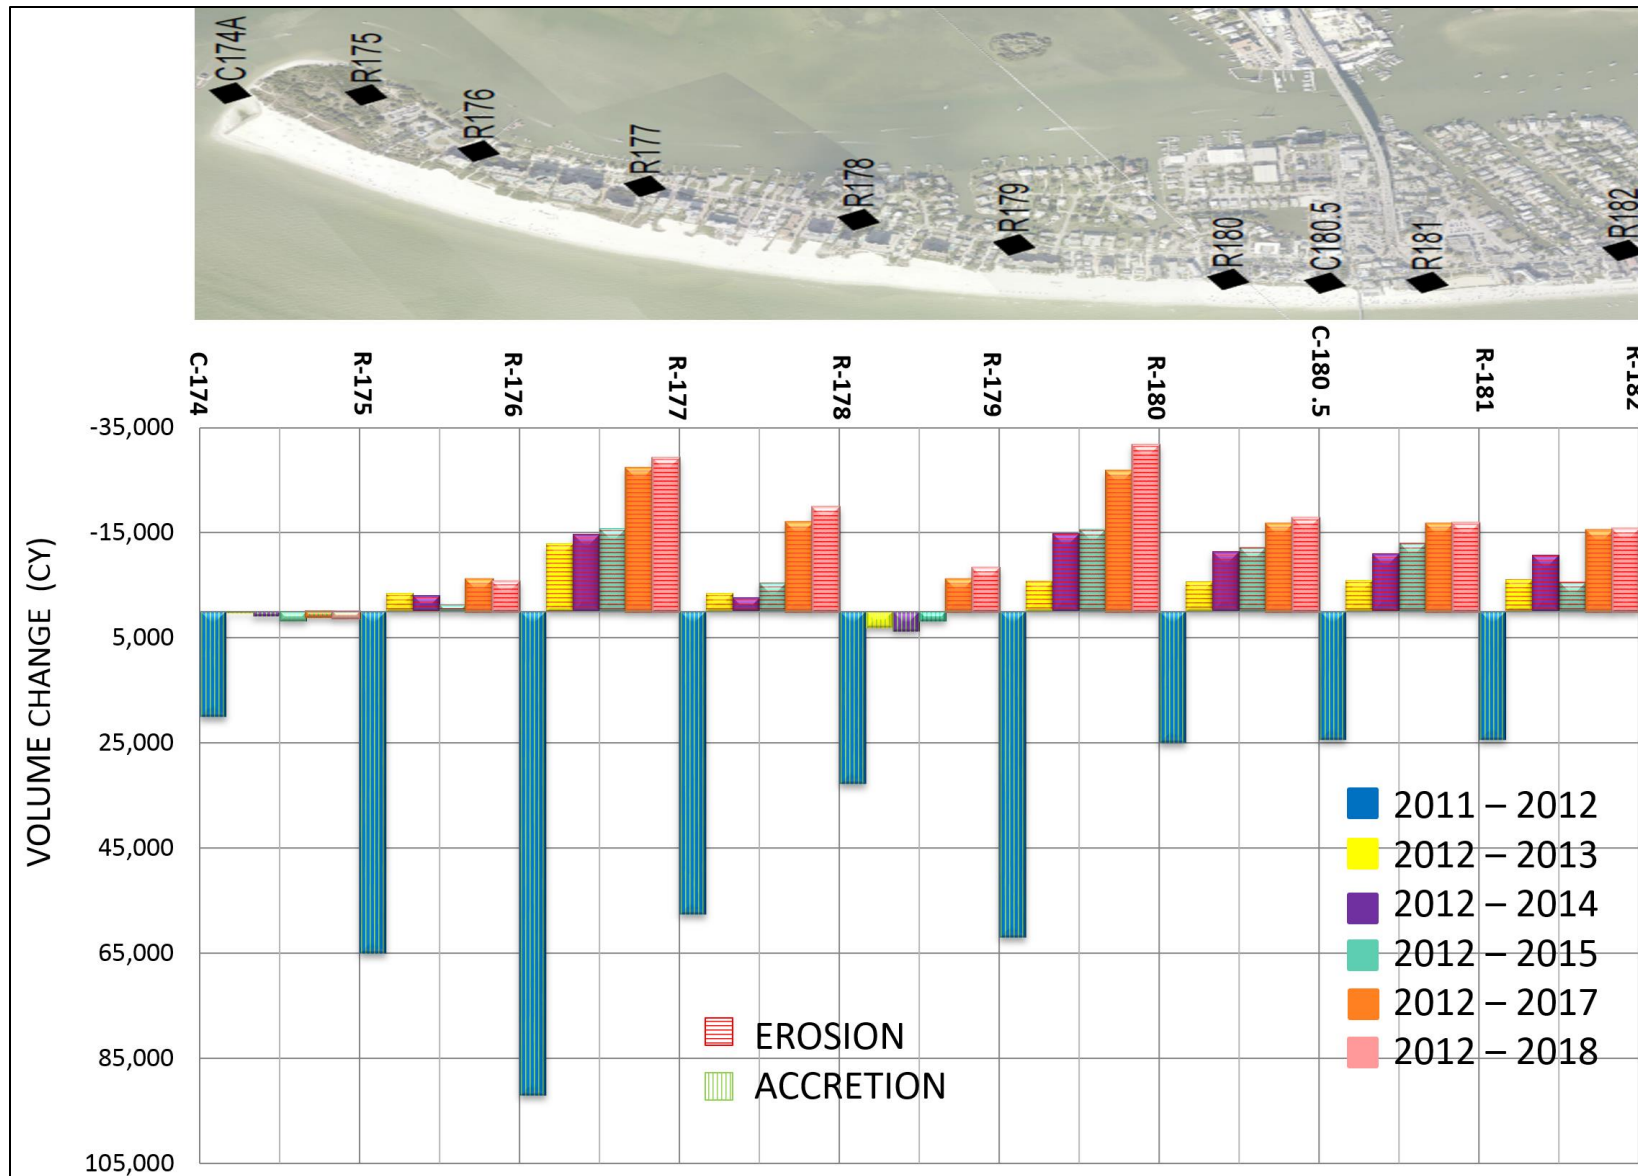 C174A
R175
R176
R177
R178
R179
R180
C180.5
R181
R182
C-174
R-175
R-176
R-177
R-178
R-179
R-180
C-180 .5
R-181
R-182
VOLUME CHANGE (CY)
-35,000
-15,000
5,000
25,000
45,000
65,000
85,000
105,000
EROSION
ACCRETION
2011 – 2012
2012 – 2013
2012 – 2014
2012 – 2015
2012 – 2017
2012 – 2018